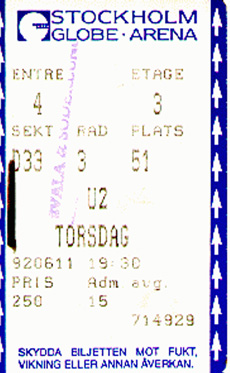 STOCKHOLM
GLOBE·ARENA
ENTRE ETAGE
4 3
SEKT RAD PLATS
D33 3 51
U2
TORSDAG
920611 19:30
PRIS Adm avg.
250 15
714929
SKYDDA BILJETTEN MOT FUKT,
VIKNING ELLER ANNAN ÅVERKAN.